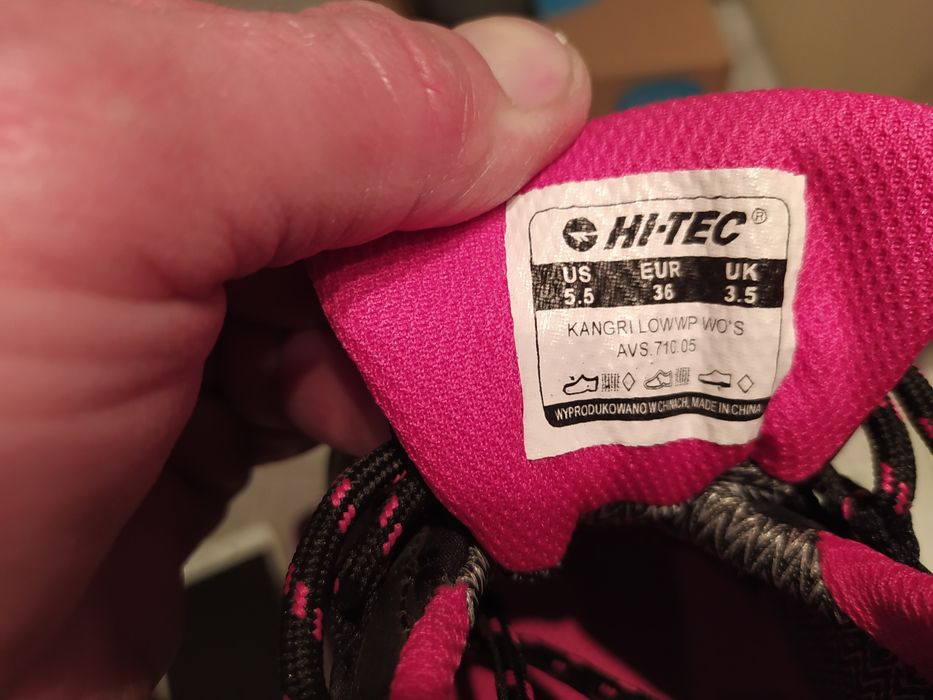 HI-TEC®
US EUR UK
5.5 36 3.5
KANGRI LOW WP WO'S
AVS.710.05
WYPRODUKOWANO W CHINACH, MADE IN CHINA